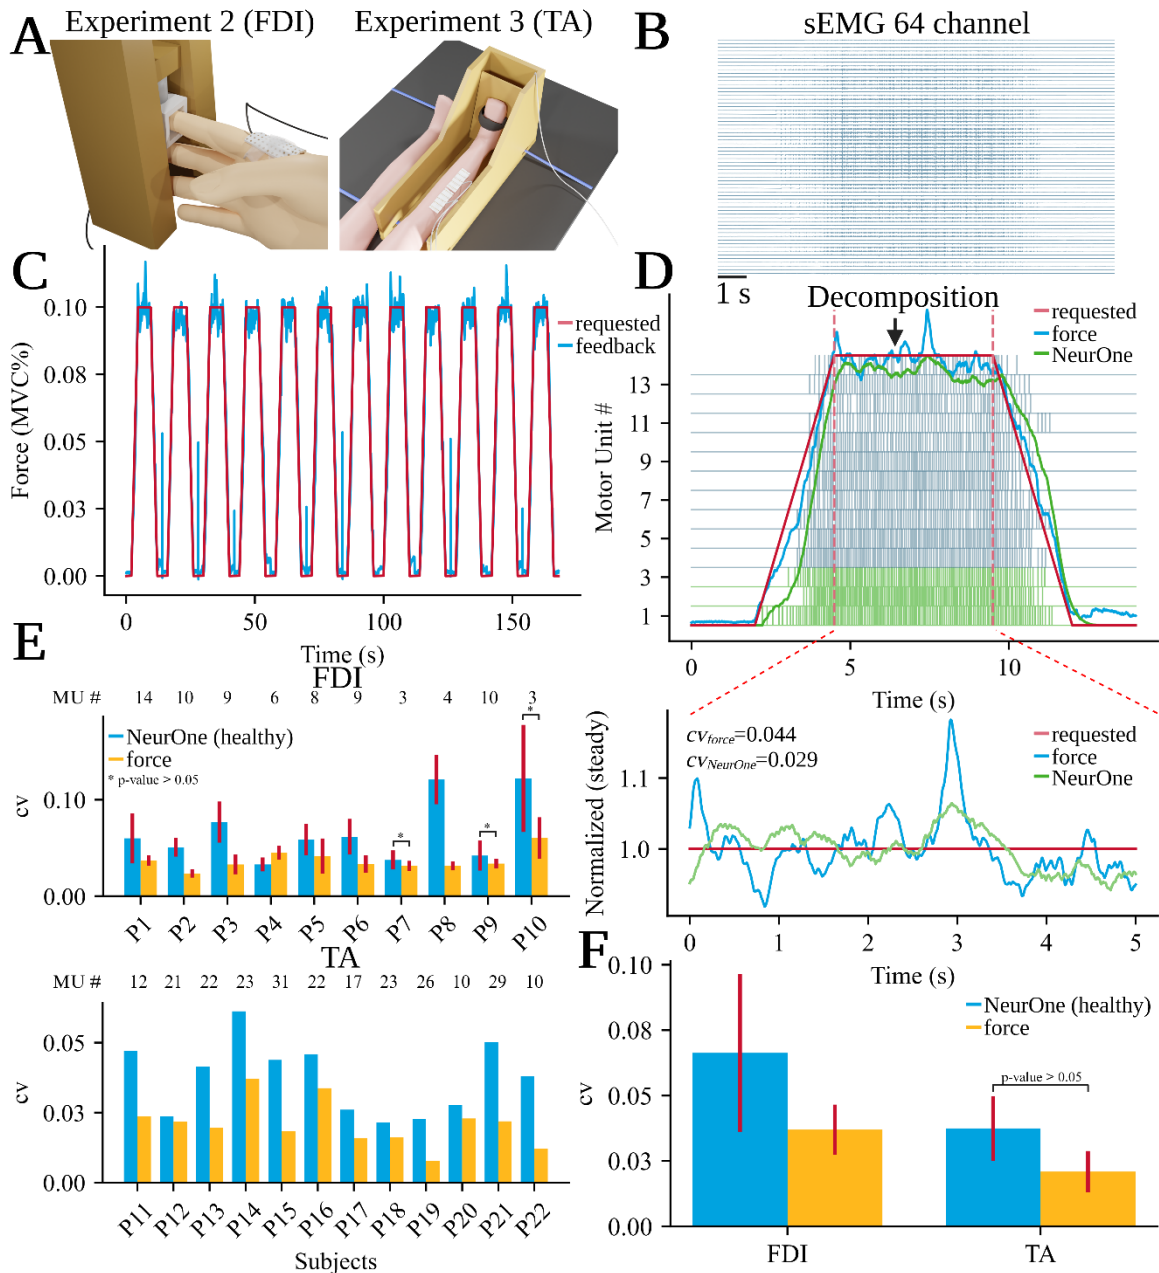 A
Experiment 2 (FDI)
Experiment 3 (TA)
B
sEMG 64 channel
1 s
C
0.10
0.08
0.05
0.03
0.00
Force (MVC%)
requested
feedback
0 50 100 150
Time (s)
D
Decomposition
requested
force
NeurOne
13
11
9
7
5
3
1
Motor Unit #
0 5 10
Time (s)
cvforce=0.044
cvNeurOne=0.029
requested
force
NeurOne
1.1
1.0
Normalized (steady)
0 1 2 3 4 5
Time (s)
E
FDI
MU # 14 10 9 6 8 9 3 4 10 3
NeurOne (healthy)
force
* p-value > 0.05
* * *
0.10
0.00
cv
P1 P2 P3 P4 P5 P6 P7 P8 P9 P10
TA
MU # 12 21 22 23 31 22 17 23 26 10 29 10
0.05
0.03
0.00
cv
P11 P12 P13 P14 P15 P16 P17 P18 P19 P20 P21 P22
Subjects
F
0.10
0.08
0.05
0.03
0.00
cv
NeurOne (healthy)
force
p-value > 0.05
FDI TA